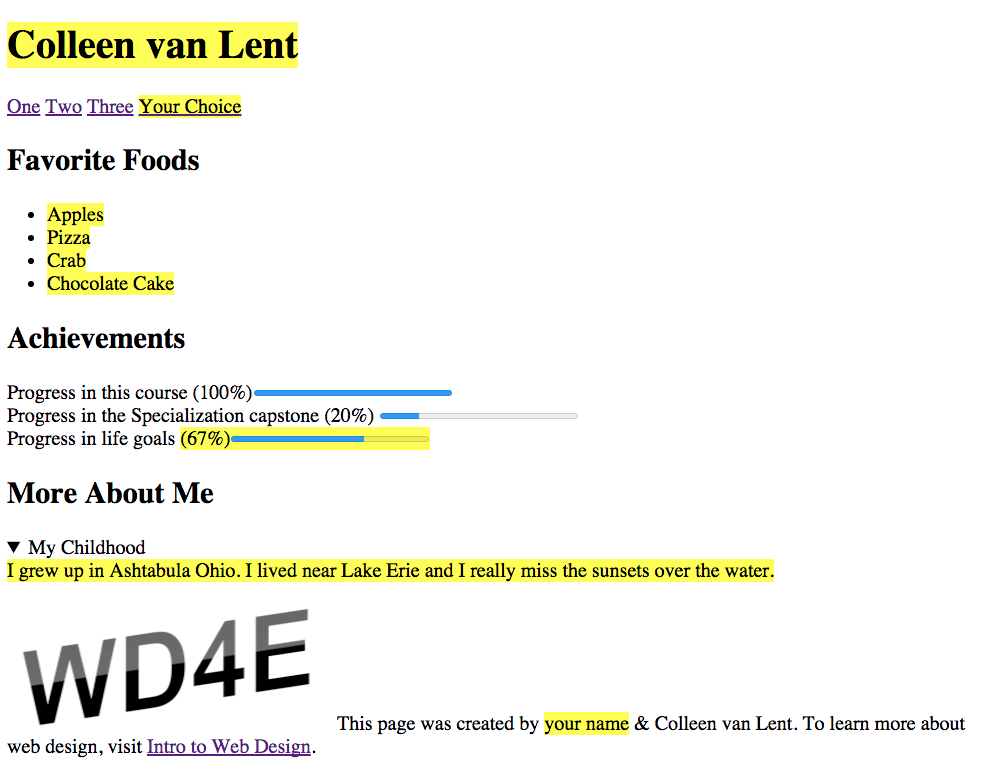 Colleen van Lent
One Two Three Your Choice
Favorite Foods
Apples
Pizza
Crab
Chocolate Cake
Achievements
Progress in this course (100%)
Progress in the Specialization capstone (20%)
Progress in life goals (67%)
More About Me
My Childhood
I grew up in Ashtabula Ohio. I lived near Lake Erie and I really miss the sunsets over the water.
WD4E
This page was created by your name & Colleen van Lent. To learn more about
web design, visit Intro to Web Design.